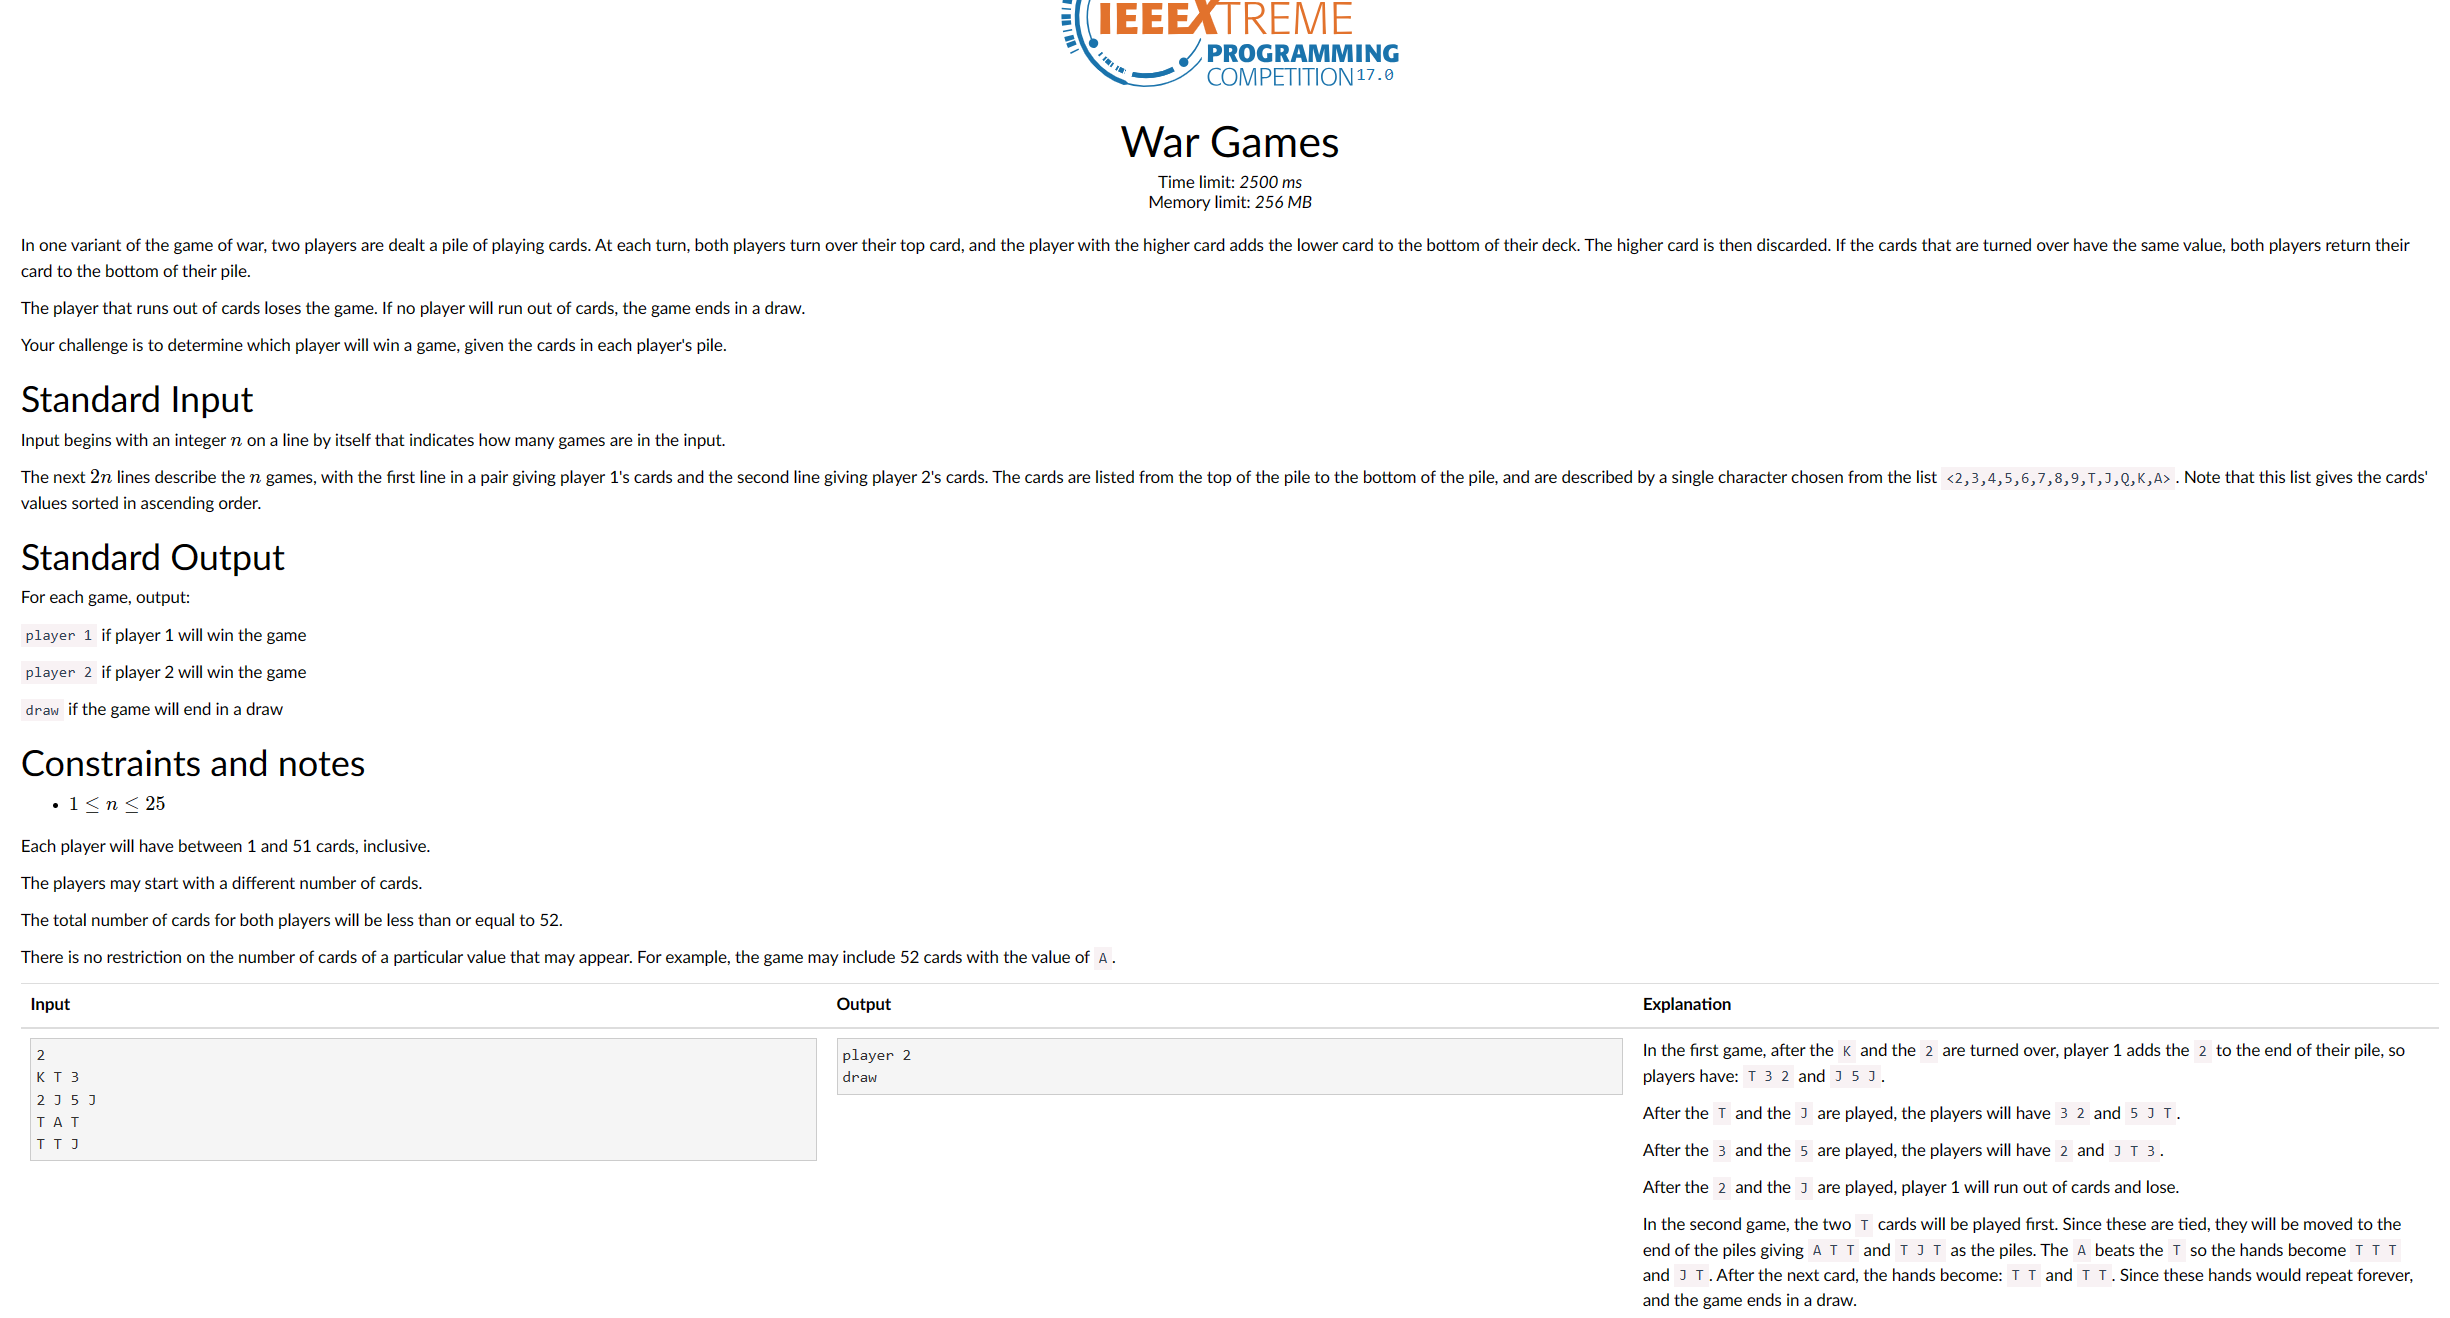 IEEEXTREME
PROGRAMMING
COMPETITION 17.0
War Games
Time limit: 2500 ms
Memory limit: 256 MB
In one variant of the game of war, two players are dealt a pile of playing cards. At each turn, both players turn over their top card, and the player with the higher card adds the lower card to the bottom of their deck. The higher card is then discarded. If the cards that are turned over have the same value, both players return their
card to the bottom of their pile.
The player that runs out of cards loses the game. If no player will run out of cards, the game ends in a draw.
Your challenge is to determine which player will win a game, given the cards in each player's pile.
Standard Input
Input begins with an integer n on a line by itself that indicates how many games are in the input.
The next 2n lines describe the n games, with the first line in a pair giving player 1's cards and the second line giving player 2's cards. The cards are listed from the top of the pile to the bottom of the pile, and are described by a single character chosen from the list <2,3,4,5,6,7,8,9,T,J,Q,K,A>. Note that this list gives the cards'
values sorted in ascending order.
Standard Output
For each game, output:
player 1 if player 1 will win the game
player 2 if player 2 will win the game
draw if the game will end in a draw
Constraints and notes
• 1 ≤ n ≤ 25
Each player will have between 1 and 51 cards, inclusive.
The players may start with a different number of cards.
The total number of cards for both players will be less than or equal to 52.
There is no restriction on the number of cards of a particular value that may appear. For example, the game may include 52 cards with the value of A.
Input Output Explanation
2
K T 3
2 J 5 J
T A T
T T J
player 2
draw
In the first game, after the K and the 2 are turned over, player 1 adds the 2 to the end of their pile, so
players have: T 3 2 and J 5 J.
After the T and the J are played, the players will have 3 2 and 5 J T.
After the 3 and the 5 are played, the players will have 2 and J T 3.
After the 2 and the J are played, player 1 will run out of cards and lose.
In the second game, the two T cards will be played first. Since these are tied, they will be moved to the
end of the piles giving A T T and T J T as the piles. The A beats the T so the hands become T T T
and J T. After the next card, the hands become: T T and T T. Since these hands would repeat forever,
and the game ends in a draw.